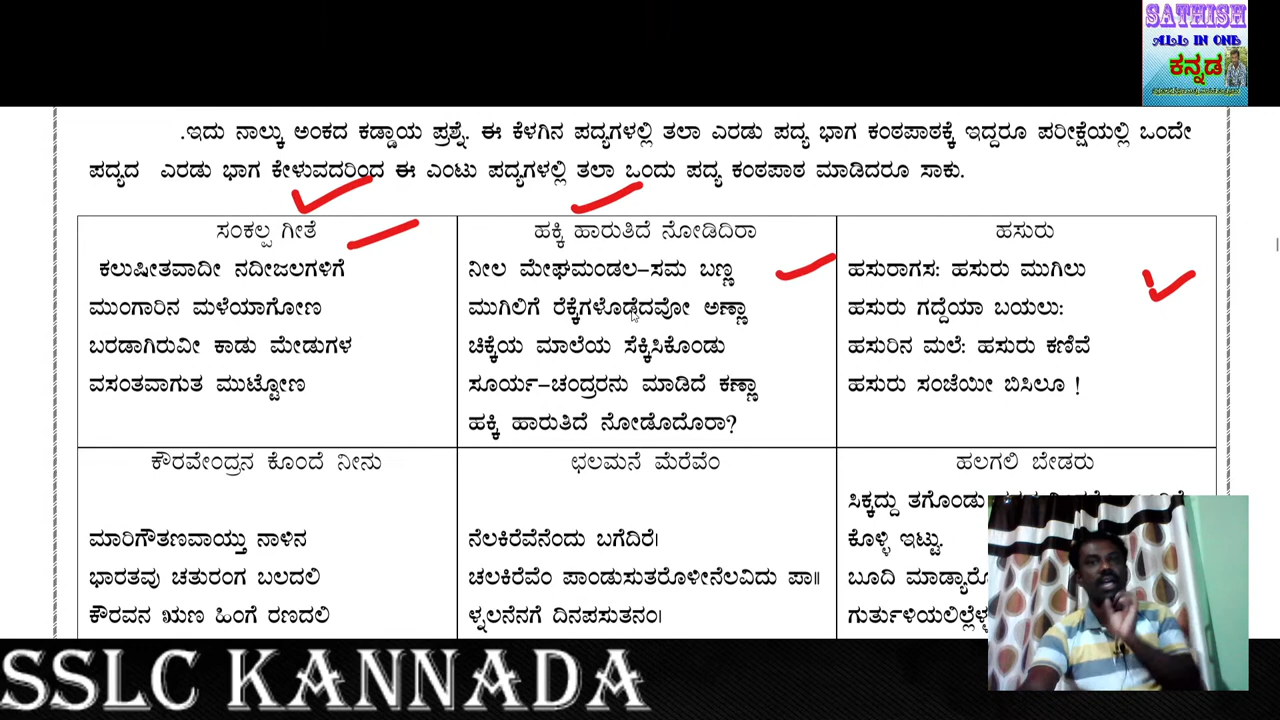 SATHISH
ALL IN ONE
ಕನ್ನಡ
.ಇದು ನಾಲ್ಕು ಅಂಕದ ಕಡ್ಡಾಯ ಪ್ರಶ್ನೆ. ಈ ಕೆಳಗಿನ ಪದ್ಯಗಳಲ್ಲಿ ತಲಾ ಎರಡು ಪದ್ಯ ಭಾಗ ಕಂಠಪಾಠಕ್ಕೆ ಇದ್ದರೂ ಪರೀಕ್ಷೆಯಲ್ಲಿ ಒಂದೇ
ಪದ್ಯದ ಎರಡು ಭಾಗ ಕೇಳುವದರಿಂದ ಈ ಎಂಟು ಪದ್ಯಗಳಲ್ಲಿ ತಲಾ ಒಂದು ಪದ್ಯ ಕಂಠಪಾಠ ಮಾಡಿದರೂ ಸಾಕು.
ಸಂಕಲ್ಪ ಗೀತೆ
ಕಲುಷೀತವಾದೀ ನದೀಜಲಗಳಿಗೆ
ಮುಂಗಾರಿನ ಮಳೆಯಾಗೋಣ
ಬರಡಾಗಿರುವೀ ಕಾಡು ಮೇಡುಗಳ
ವಸಂತವಾಗುತ ಮುಟ್ಟೋಣ
ಹಕ್ಕಿ ಹಾರುತಿದೆ ನೋಡಿದಿರಾ
ನೀಲ ಮೇಘಮಂಡಲ-ಸಮ ಬಣ್ಣ
ಮುಗಿಲಿಗೆ ರೆಕ್ಕೆಗಳೊಡೆದವೋ ಅಣ್ಣಾ
ಚಿಕ್ಕೆಯ ಮಾಲೆಯ ಸೆಕ್ಕಿಸಿಕೊಂಡು
ಸೂರ್ಯ-ಚಂದ್ರರನು ಮಾಡಿದೆ ಕಣ್ಣಾ
ಹಕ್ಕಿ ಹಾರುತಿದೆ ನೋಡೊದೊರಾ?
ಹಸುರು
ಹಸುರಾಗಸ: ಹಸುರು ಮುಗಿಲು
ಹಸುರು ಗದ್ದೆಯಾ ಬಯಲು:
ಹಸುರಿನ ಮಲೆ: ಹಸುರು ಕಣಿವೆ
ಹಸುರು ಸಂಜೆಯೀ ಬಿಸಿಲೂ !
ಕೌರವೇಂದ್ರನ ಕೊಂದೆ ನೀನು
ಮಾರಿಗೌತಣವಾಯ್ತು ನಾಳಿನ
ಭಾರತವು ಚತುರಂಗ ಬಲದಲಿ
ಕೌರವನ ಋಣ ಹಿಂಗೆ ರಣದಲಿ
ಛಲಮನೆ ಮೆರೆವೆಂ
ನೆಲಕಿರೆವೆನೆಂದು ಬಗೆದಿರೆ।
ಚಲಕಿರೆವೆಂ ಪಾಂಡುಸುತರೊಳೀನೆಲವಿದು ಪಾ॥
ಳ್ನಲನೆನಗೆ ದಿನಪಸುತನಂ।
ಹಲಗಲಿ ಬೇಡರು
ಸಿಕ್ಕದ್ದು ತಗೊಂಡು
ಕೊಳ್ಳಿ ಇಟ್ಟು.
ಬೂದಿ
SSLC KANNADA